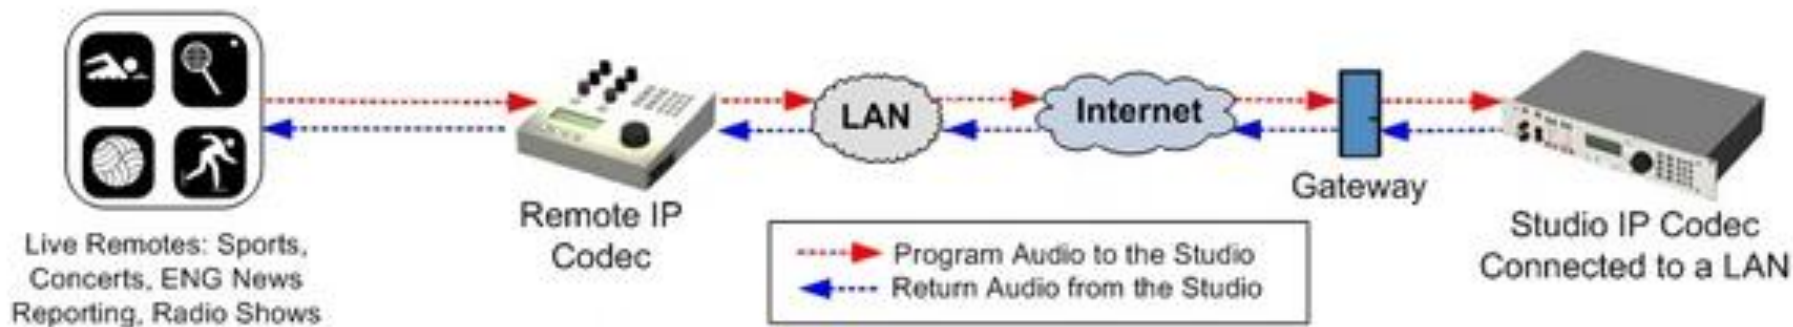 LAN
Internet
Gateway
Remote IP
Codec
Studio IP Codec
Connected to a LAN
Live Remotes: Sports,
Concerts, ENG News
Reporting, Radio Shows
Program Audio to the Studio
Return Audio from the Studio